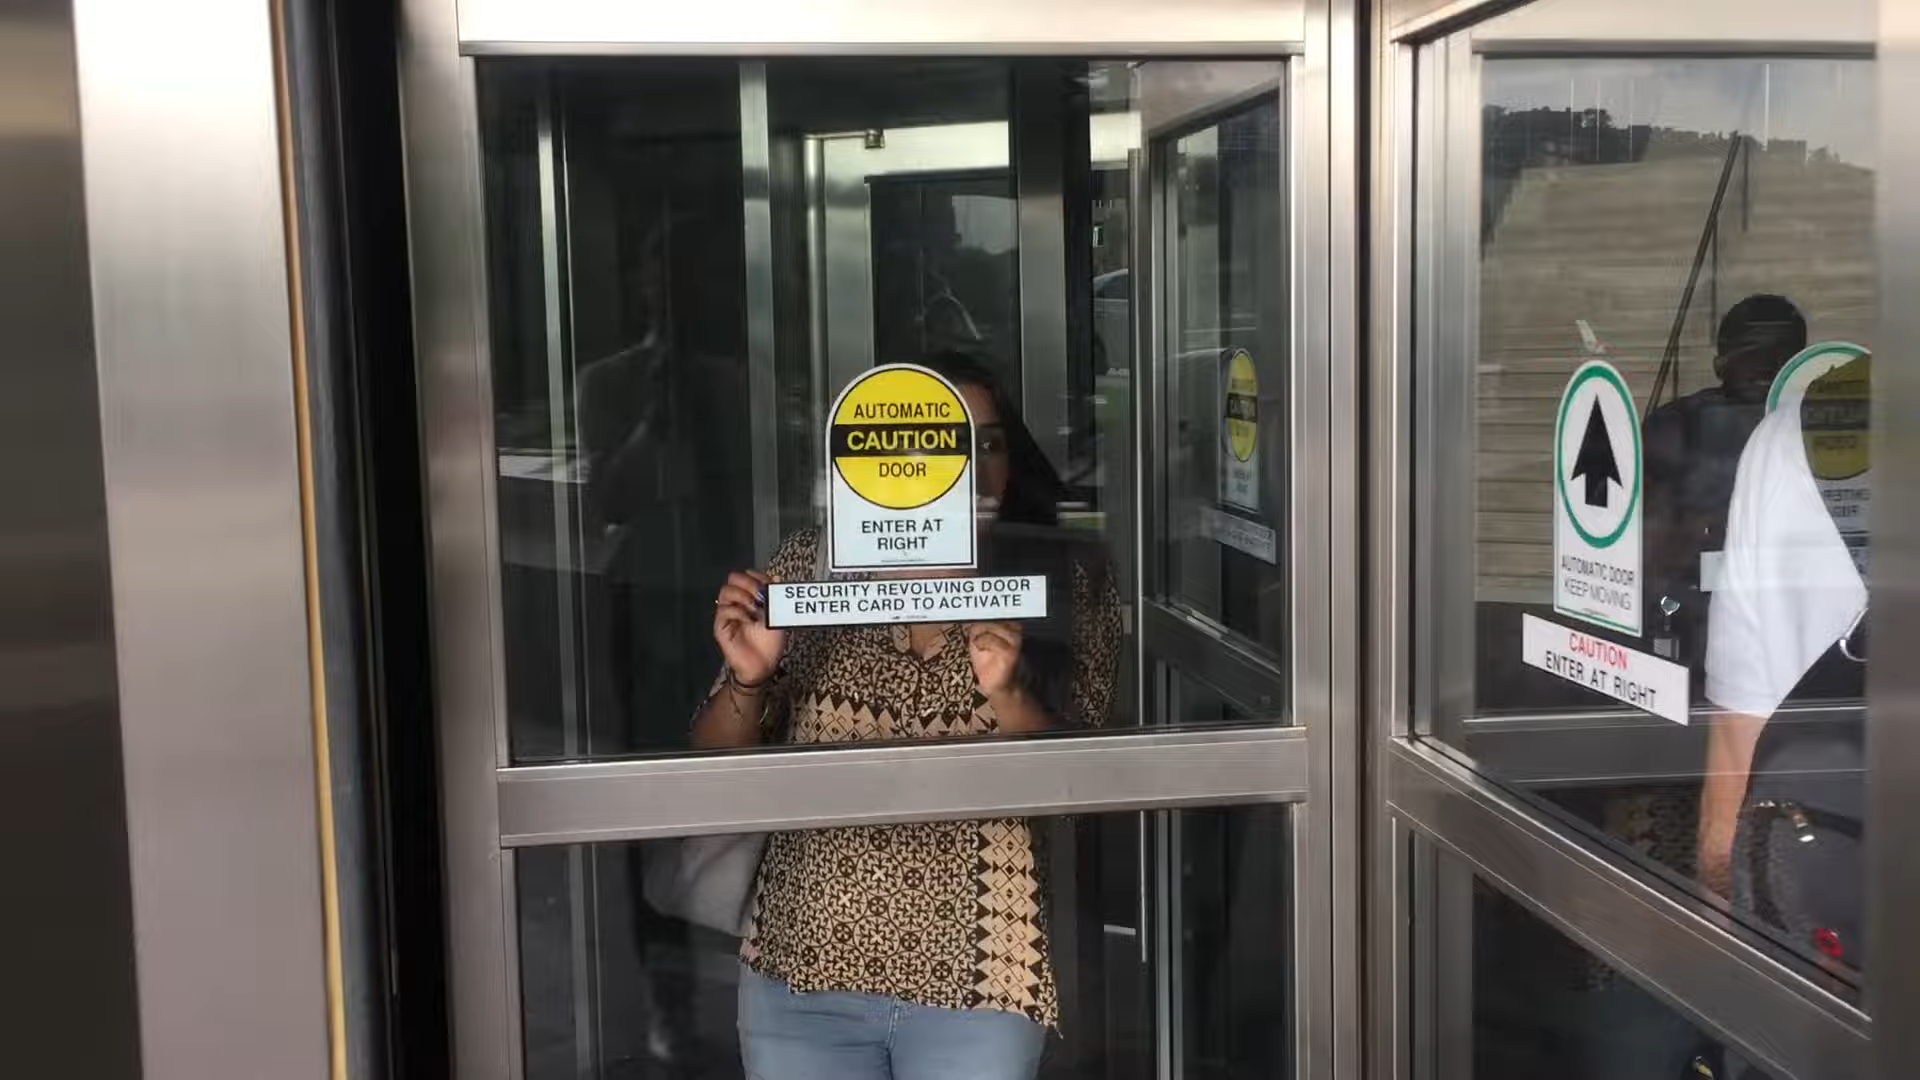 AUTOMATIC
CAUTION
DOOR
ENTER AT
RIGHT
SECURITY REVOLVING DOOR
ENTER CARD TO ACTIVATE
AUTOMATIC DOOR
KEEP MOVING
CAUTION
ENTER AT RIGHT